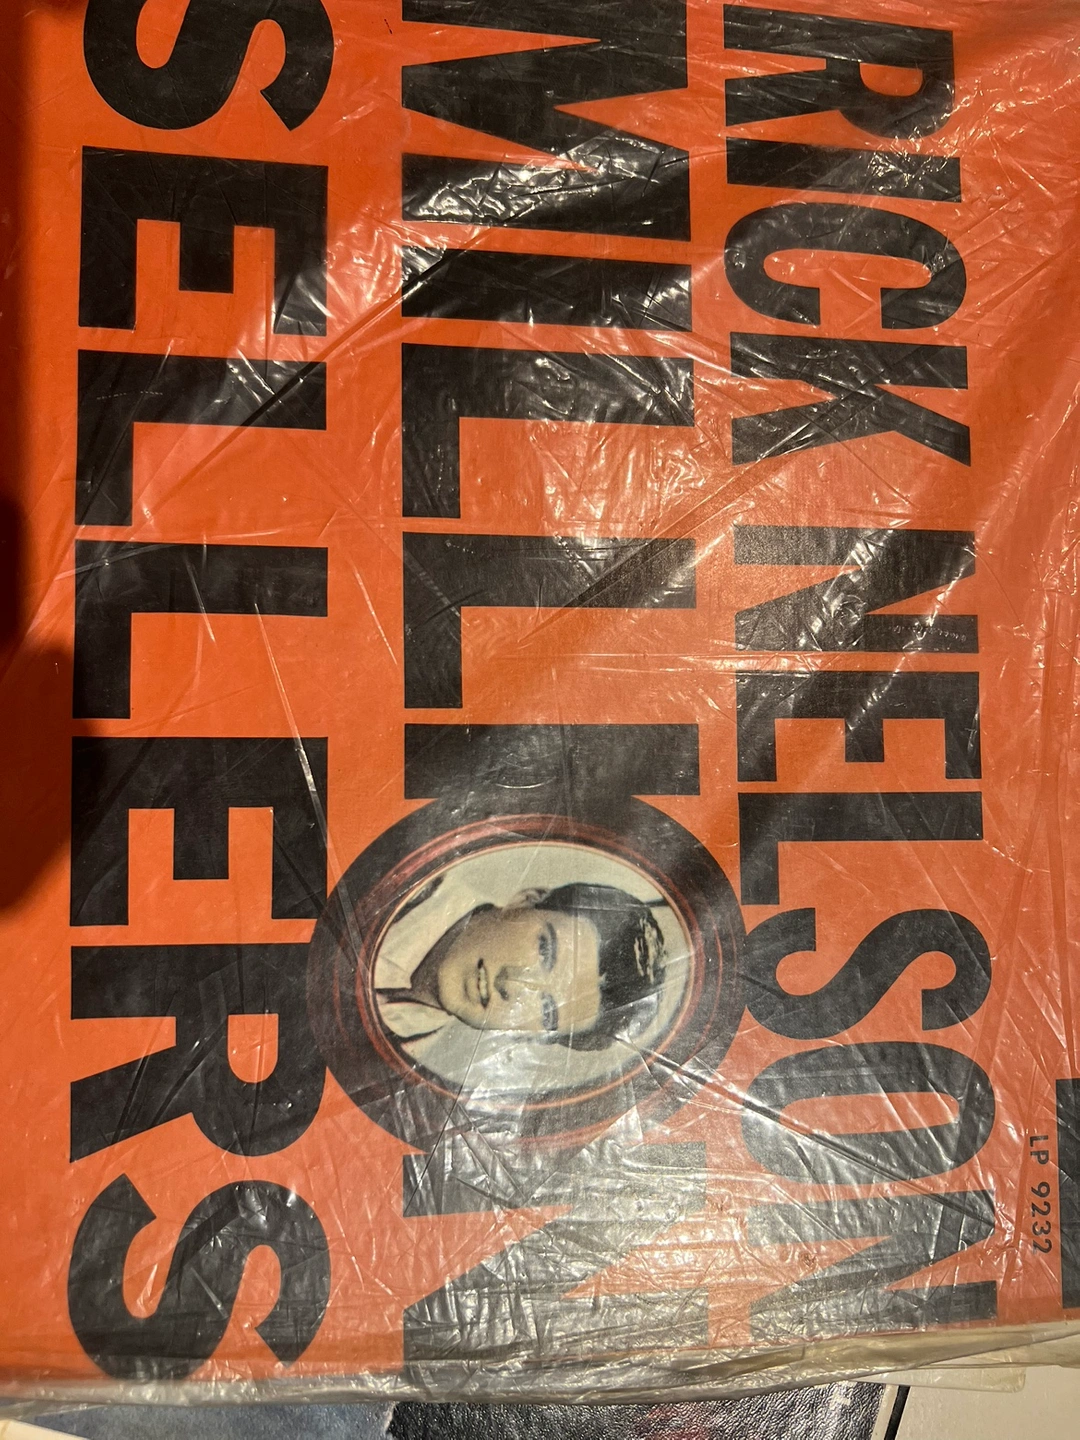 LP 9232
RICK NELSON
MILLION
SELLERS